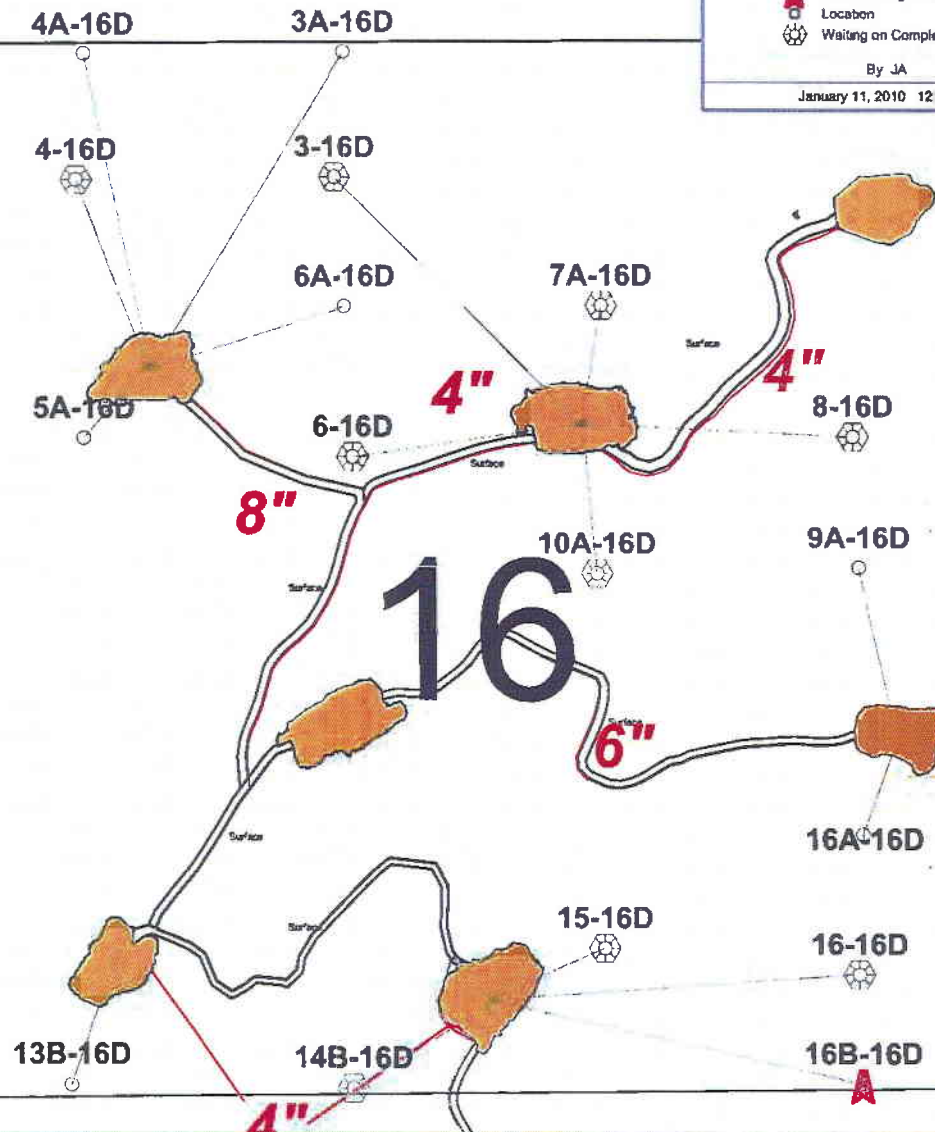 4A-16D
3A-16D
Location
Waiting on Comple
By JA
January 11, 2010 12
4-16D
3-16D
6A-16D
7A-16D
Surface
4"
4"
5A-16D
6-16D
8-16D
Surface
8"
10A-16D
9A-16D
Surface
16
Surface
6"
Surface
16A-16D
15-16D
Surface
16-16D
13B-16D
14B-16D
16B-16D
4"